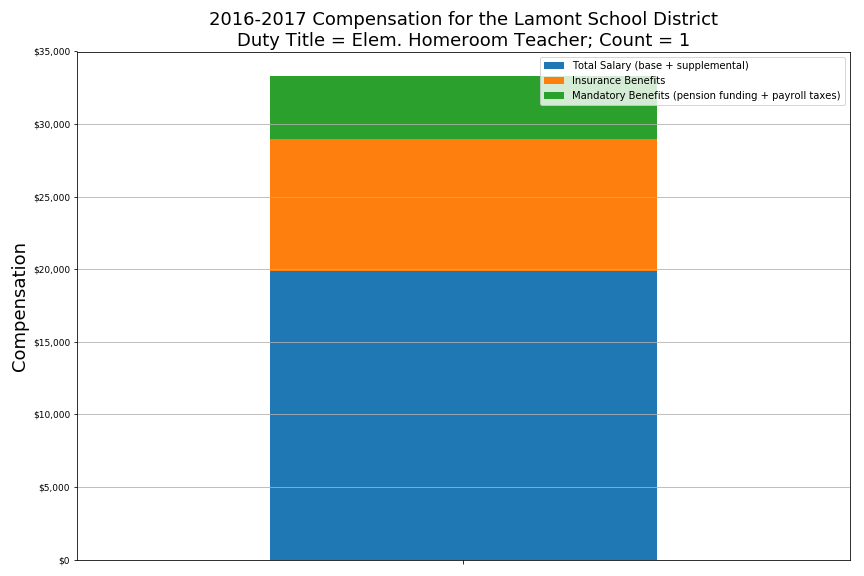 2016-2017 Compensation for the Lamont School District
Duty Title = Elem. Homeroom Teacher; Count = 1
$35,000
Total Salary (base + supplemental)
Insurance Benefits
Mandatory Benefits (pension funding + payroll taxes)
$30,000
$25,000
$20,000
$15,000
$10,000
$5,000
$0
Compensation